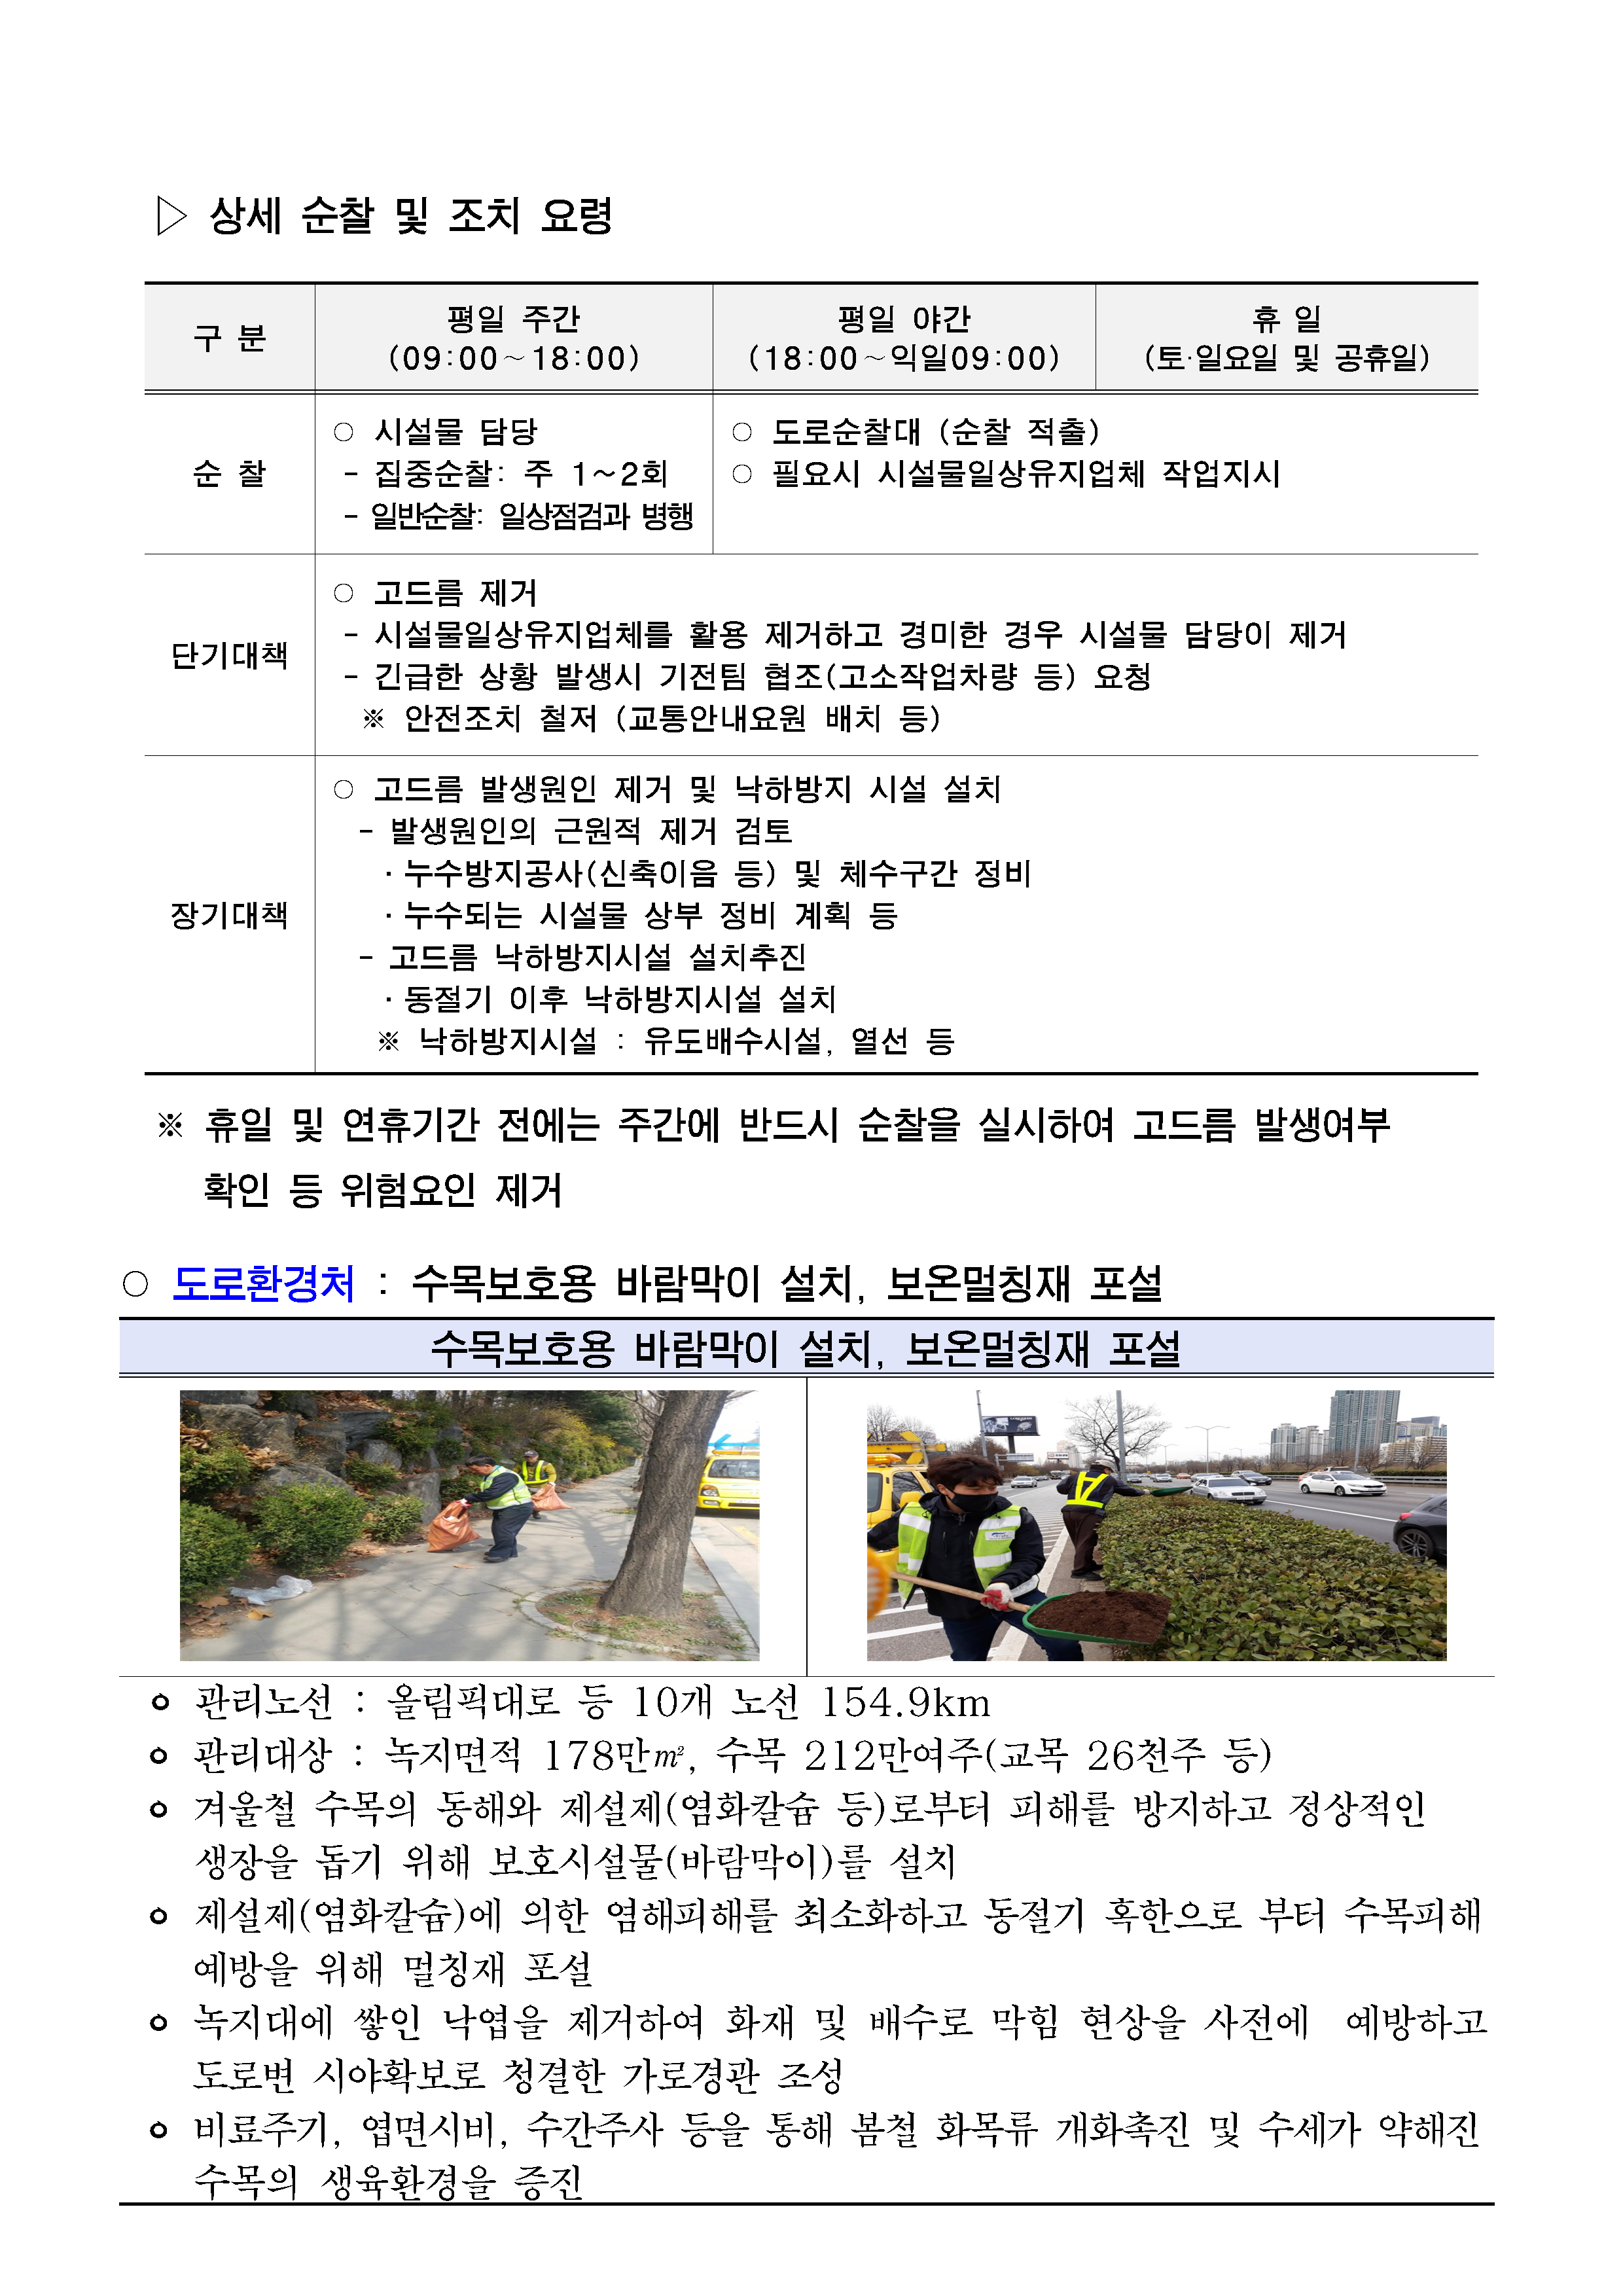 ▷ 상세 순찰 및 조치 요령
구 분
평일 주간
(09:00~18:00)
평일 야간
(18:00~익일09:00)
휴 일
(토·일요일 및 공휴일)
순 찰
○ 시설물 담당
- 집중순찰: 주 1~2회
- 일반순찰: 일상점검과 병행
○ 도로순찰대 (순찰 적출)
○ 필요시 시설물일상유지업체 작업지시
단기대책
○ 고드름 제거
- 시설물일상유지업체를 활용 제거하고 경미한 경우 시설물 담당이 제거
- 긴급한 상황 발생시 기전팀 협조(고소작업차량 등) 요청
※ 안전조치 철저 (교통안내요원 배치 등)
장기대책
○ 고드름 발생원인 제거 및 낙하방지 시설 설치
- 발생원인의 근원적 제거 검토
·누수방지공사(신축이음 등) 및 체수구간 정비
·누수되는 시설물 상부 정비 계획 등
- 고드름 낙하방지시설 설치추진
·동절기 이후 낙하방지시설 설치
※ 낙하방지시설 : 유도배수시설, 열선 등
※ 휴일 및 연휴기간 전에는 주간에 반드시 순찰을 실시하여 고드름 발생여부
확인 등 위험요인 제거
○ 도로환경처 : 수목보호용 바람막이 설치, 보온멀칭재 포설
수목보호용 바람막이 설치, 보온멀칭재 포설
ㅇ 관리노선 : 올림픽대로 등 10개 노선 154.9km
ㅇ 관리대상 : 녹지면적 178만㎡, 수목 212만여주(교목 26천주 등)
ㅇ 겨울철 수목의 동해와 제설제(염화칼슘 등)로부터 피해를 방지하고 정상적인
생장을 돕기 위해 보호시설물(바람막이)를 설치
ㅇ 제설제(염화칼슘)에 의한 염해피해를 최소화하고 동절기 혹한으로 부터 수목피해
예방을 위해 멀칭재 포설
ㅇ 녹지대에 쌓인 낙엽을 제거하여 화재 및 배수로 막힘 현상을 사전에 예방하고
도로변 시야확보로 청결한 가로경관 조성
ㅇ 비료주기, 엽면시비, 수간주사 등을 통해 봄철 화목류 개화촉진 및 수세가 약해진
수목의 생육환경을 증진